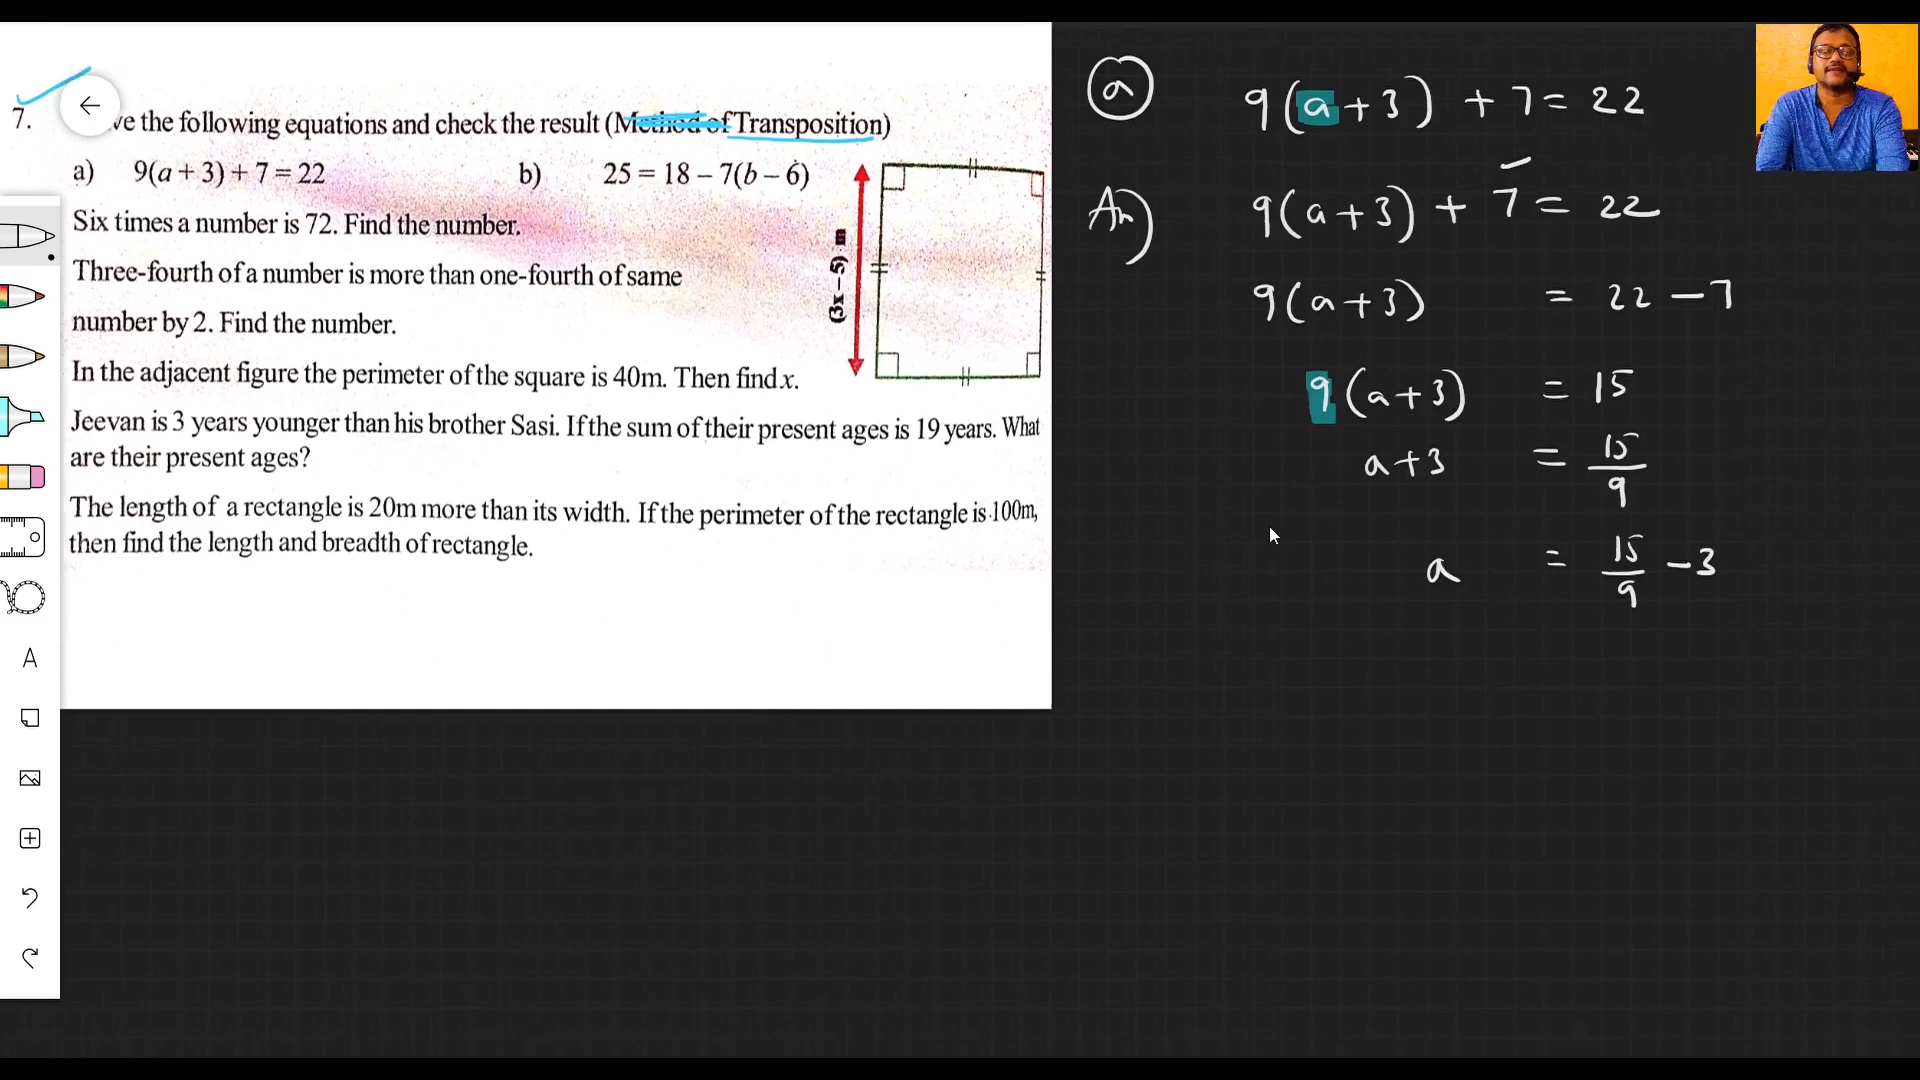 7. ve the following equations and check the result (Method of Transposition)
a) 9(a + 3) + 7 = 22 b) 25 = 18 – 7(b – 6)
Six times a number is 72. Find the number.
Three-fourth of a number is more than one-fourth of same
number by 2. Find the number.
In the adjacent figure the perimeter of the square is 40m. Then find x.
Jeevan is 3 years younger than his brother Sasi. If the sum of their present ages is 19 years. What
are their present ages?
The length of a rectangle is 20m more than its width. If the perimeter of the rectangle is 100m,
then find the length and breadth of rectangle.
(3x – 5) m
A
a 9(a+3) + 7 = 22
An) 9(a+3) + 7 = 22
9(a+3) = 22 – 7
9(a+3) = 15
a+3 = 15/9
a = 15/9 – 3